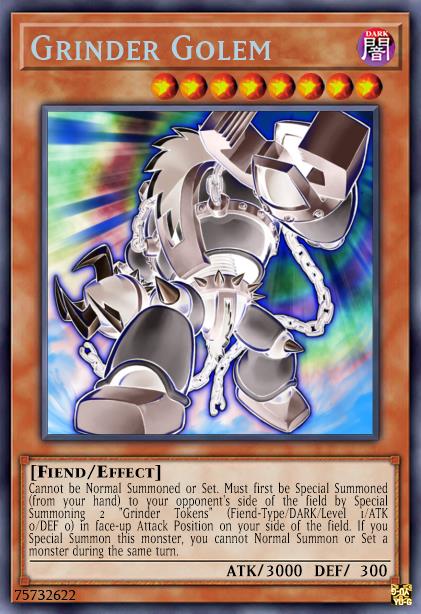 GRINDER GOLEM
DARK
闇
[FIEND/EFFECT]
Cannot be Normal Summoned or Set. Must first be Special Summoned
(from your hand) to your opponent's side of the field by Special
Summoning 2 "Grinder Tokens" (Fiend-Type/DARK/Level 1/ATK
0/DEF 0) in face-up Attack Position on your side of the field. If you
Special Summon this monster, you cannot Normal Summon or Set a
monster during the same turn.
ATK/3000 DEF/ 300
75732622